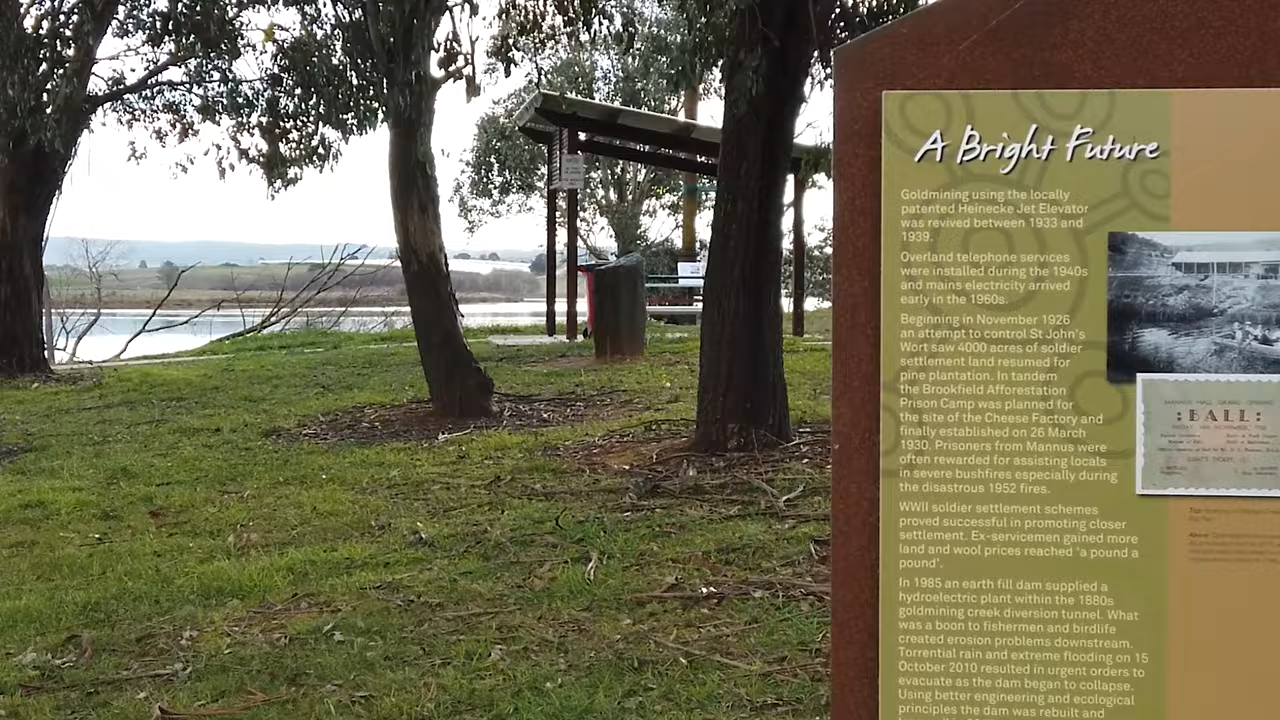 A Bright Future
Goldmining using the locally
patented Heinecke Jet Elevator
was revived between 1933 and
1939.
Overland telephone services
were installed during the 1940s
and mains electricity arrived
early in the 1960s.
Beginning in November 1926
an attempt to control St John's
Wort saw 4000 acres of soldier
settlement land resumed for
pine plantation. In tandem
the Brookfield Afforestation
Prison Camp was planned for
the site of the Cheese Factory and
finally established on 26 March
1930. Prisoners from Mannus were
often rewarded for assisting locals
in severe bushfires especially during
the disastrous 1952 fires.
WWII soldier settlement schemes
proved successful in promoting closer
settlement. Ex-servicemen gained more
land and wool prices reached 'a pound a
pound'.
In 1985 an earth fill dam supplied a
hydroelectric plant within the 1880s
goldmining creek diversion tunnel. What
was a boon to fishermen and birdlife
created erosion problems downstream.
Torrential rain and extreme flooding on 15
October 2010 resulted in urgent orders to
evacuate as the dam began to collapse.
Using better engineering and ecological
principles the dam was rebuilt and
MANNUS HALL GRAND OPENING
:BALL: